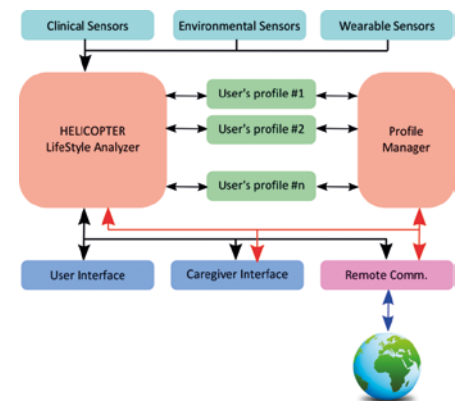 Clinical Sensors
Environmental Sensors
Wearable Sensors
HELICOPTER
LifeStyle Analyzer
User's profile #1
User's profile #2
User's profile #n
Profile
Manager
User Interface
Caregiver Interface
Remote Comm.